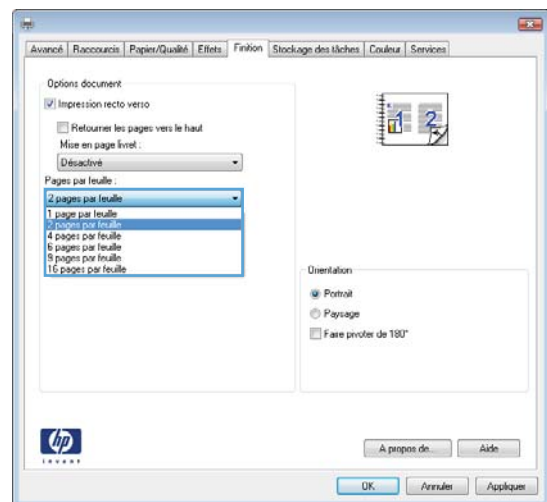 Avancé Raccourcis Papier/Qualité Effets Finition Stockage des tâches Couleur Services
Options document
Impression recto verso
Retourner les pages vers le haut
Mise en page livret :
Désactivé
Pages par feuille :
2 pages par feuille
1 page par feuille
2 pages par feuille
4 pages par feuille
6 pages par feuille
9 pages par feuille
16 pages par feuille
1 2
Orientation
Portrait
Paysage
Faire pivoter de 180°
hp
invent
A propos de...
Aide
OK
Annuler
Appliquer